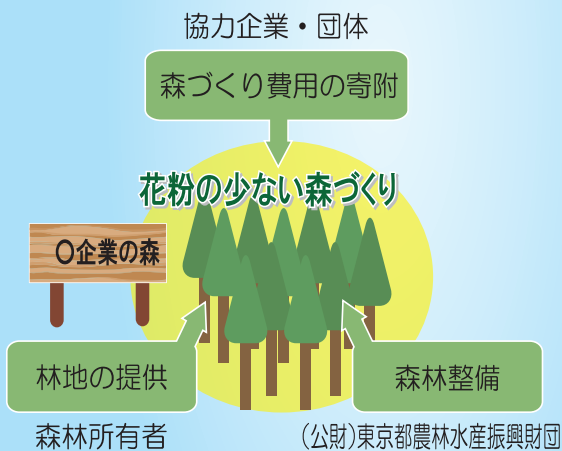 協力企業・団体
森づくり費用の寄附
花粉の少ない森づくり
〇企業の森
林地の提供
森林整備
森林所有者
(公財)東京都農林水産振興財団